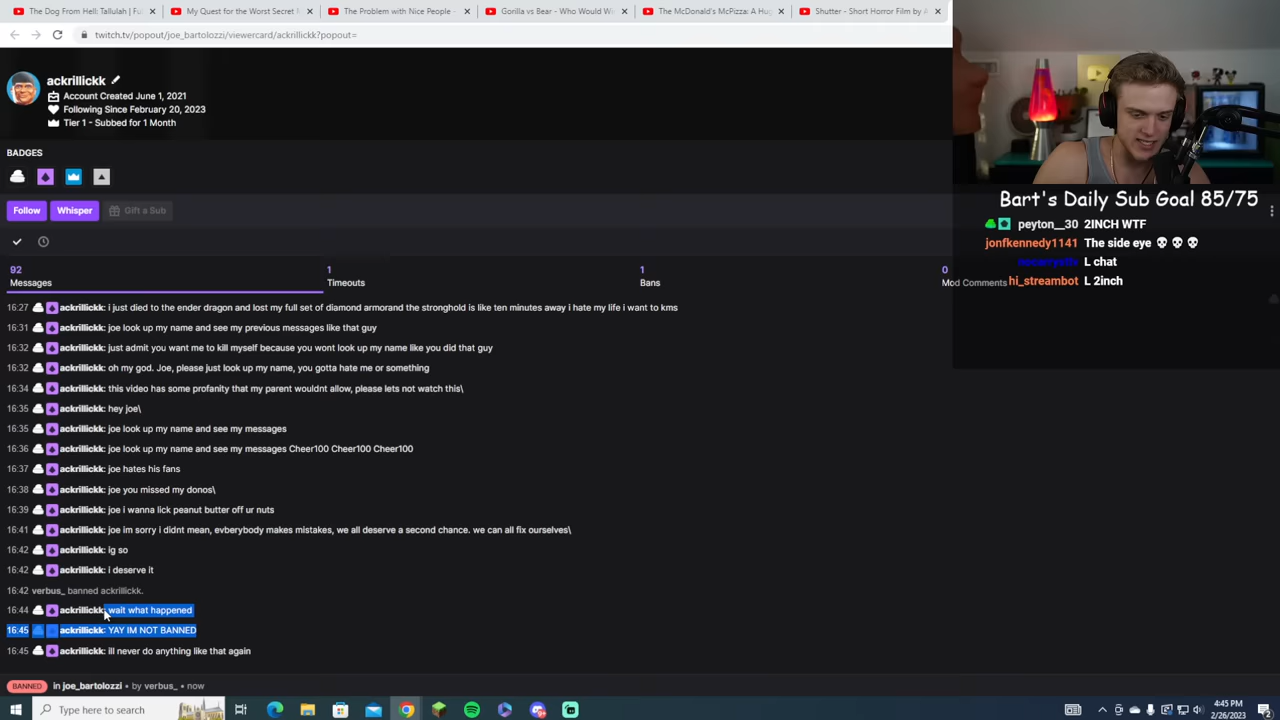 The Dog From Hell: Tallulah | Ful
My Quest for the Worst Secret M
The Problem with Nice People -
Gorilla vs Bear - Who Would Wi
The McDonald's McPizza: A Hu
Shutter - Short Horror Film by A
twitch.tv/popout/joe_bartolozzi/viewercard/ackrillickk?popout=
ackrillickk
Account Created June 1, 2021
Following Since February 20, 2023
Tier 1 - Subbed for 1 Month
BADGES
Follow
Whisper
Gift a Sub
Bart's Daily Sub Goal 85/75
peyton__30 2INCH WTF
jonfkennedy1141 The side eye 💀💀💀
L chat
hi_streambot L 2inch
92
Messages
1
Timeouts
1
Bans
0
Mod Comments
16:27 ackrillickk: i just died to the ender dragon and lost my full set of diamond armorand the stronghold is like ten minutes away i hate my life i want to kms
16:31 ackrillickk: joe look up my name and see my previous messages like that guy
16:32 ackrillickk: just admit you want me to kill myself because you wont look up my name like you did that guy
16:32 ackrillickk: oh my god. Joe, please just look up my name, you gotta hate me or something
16:34 ackrillickk: this video has some profanity that my parent wouldnt allow, please lets not watch this\
16:35 ackrillickk: hey joe\
16:35 ackrillickk: joe look up my name and see my messages
16:36 ackrillickk: joe look up my name and see my messages Cheer100 Cheer100 Cheer100
16:37 ackrillickk: joe hates his fans
16:38 ackrillickk: joe you missed my donos\
16:39 ackrillickk: joe i wanna lick peanut butter off ur nuts
16:41 ackrillickk: joe im sorry i didnt mean, evberybody makes mistakes, we all deserve a second chance. we can all fix ourselves\
16:42 ackrillickk: ig so
16:42 ackrillickk: i deserve it
16:42 verbus_ banned ackrillickk.
16:44 ackrillickk: wait what happened
16:45 ackrillickk: YAY IM NOT BANNED
16:45 ackrillickk: ill never do anything like that again
BANNED in joe_bartolozzi • by verbus_ • now
Type here to search
4:45 PM
2/26/2023